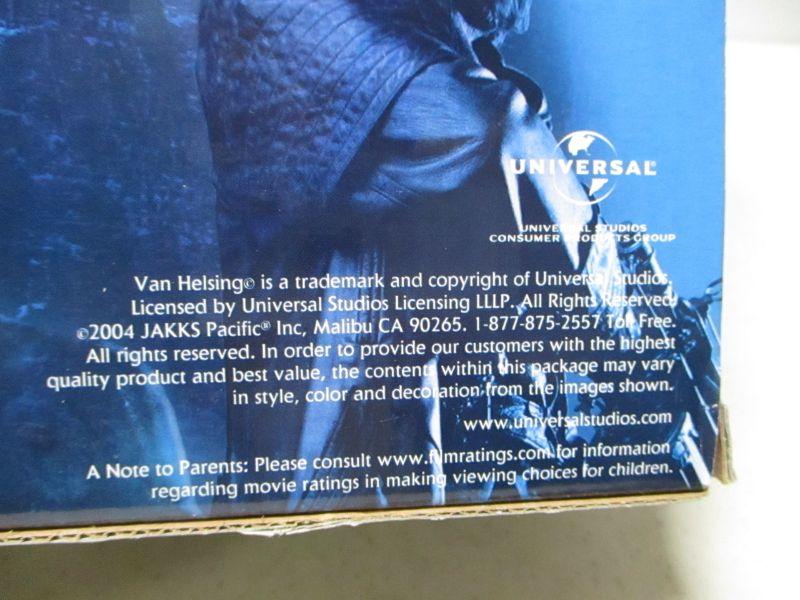 UNIVERSAL
UNIVERSAL STUDIOS
CONSUMER PRODUCTS GROUP
Van Helsing© is a trademark and copyright of Universal Studios.
Licensed by Universal Studios Licensing LLLP. All Rights Reserved.
©2004 JAKKS Pacific® Inc, Malibu CA 90265. 1-877-875-2557 Toll Free.
All rights reserved. In order to provide our customers with the highest
quality product and best value, the contents within this package may vary
in style, color and decoration from the images shown.
www.universalstudios.com
A Note to Parents: Please consult www.filmratings.com for information
regarding movie ratings in making viewing choices for children.